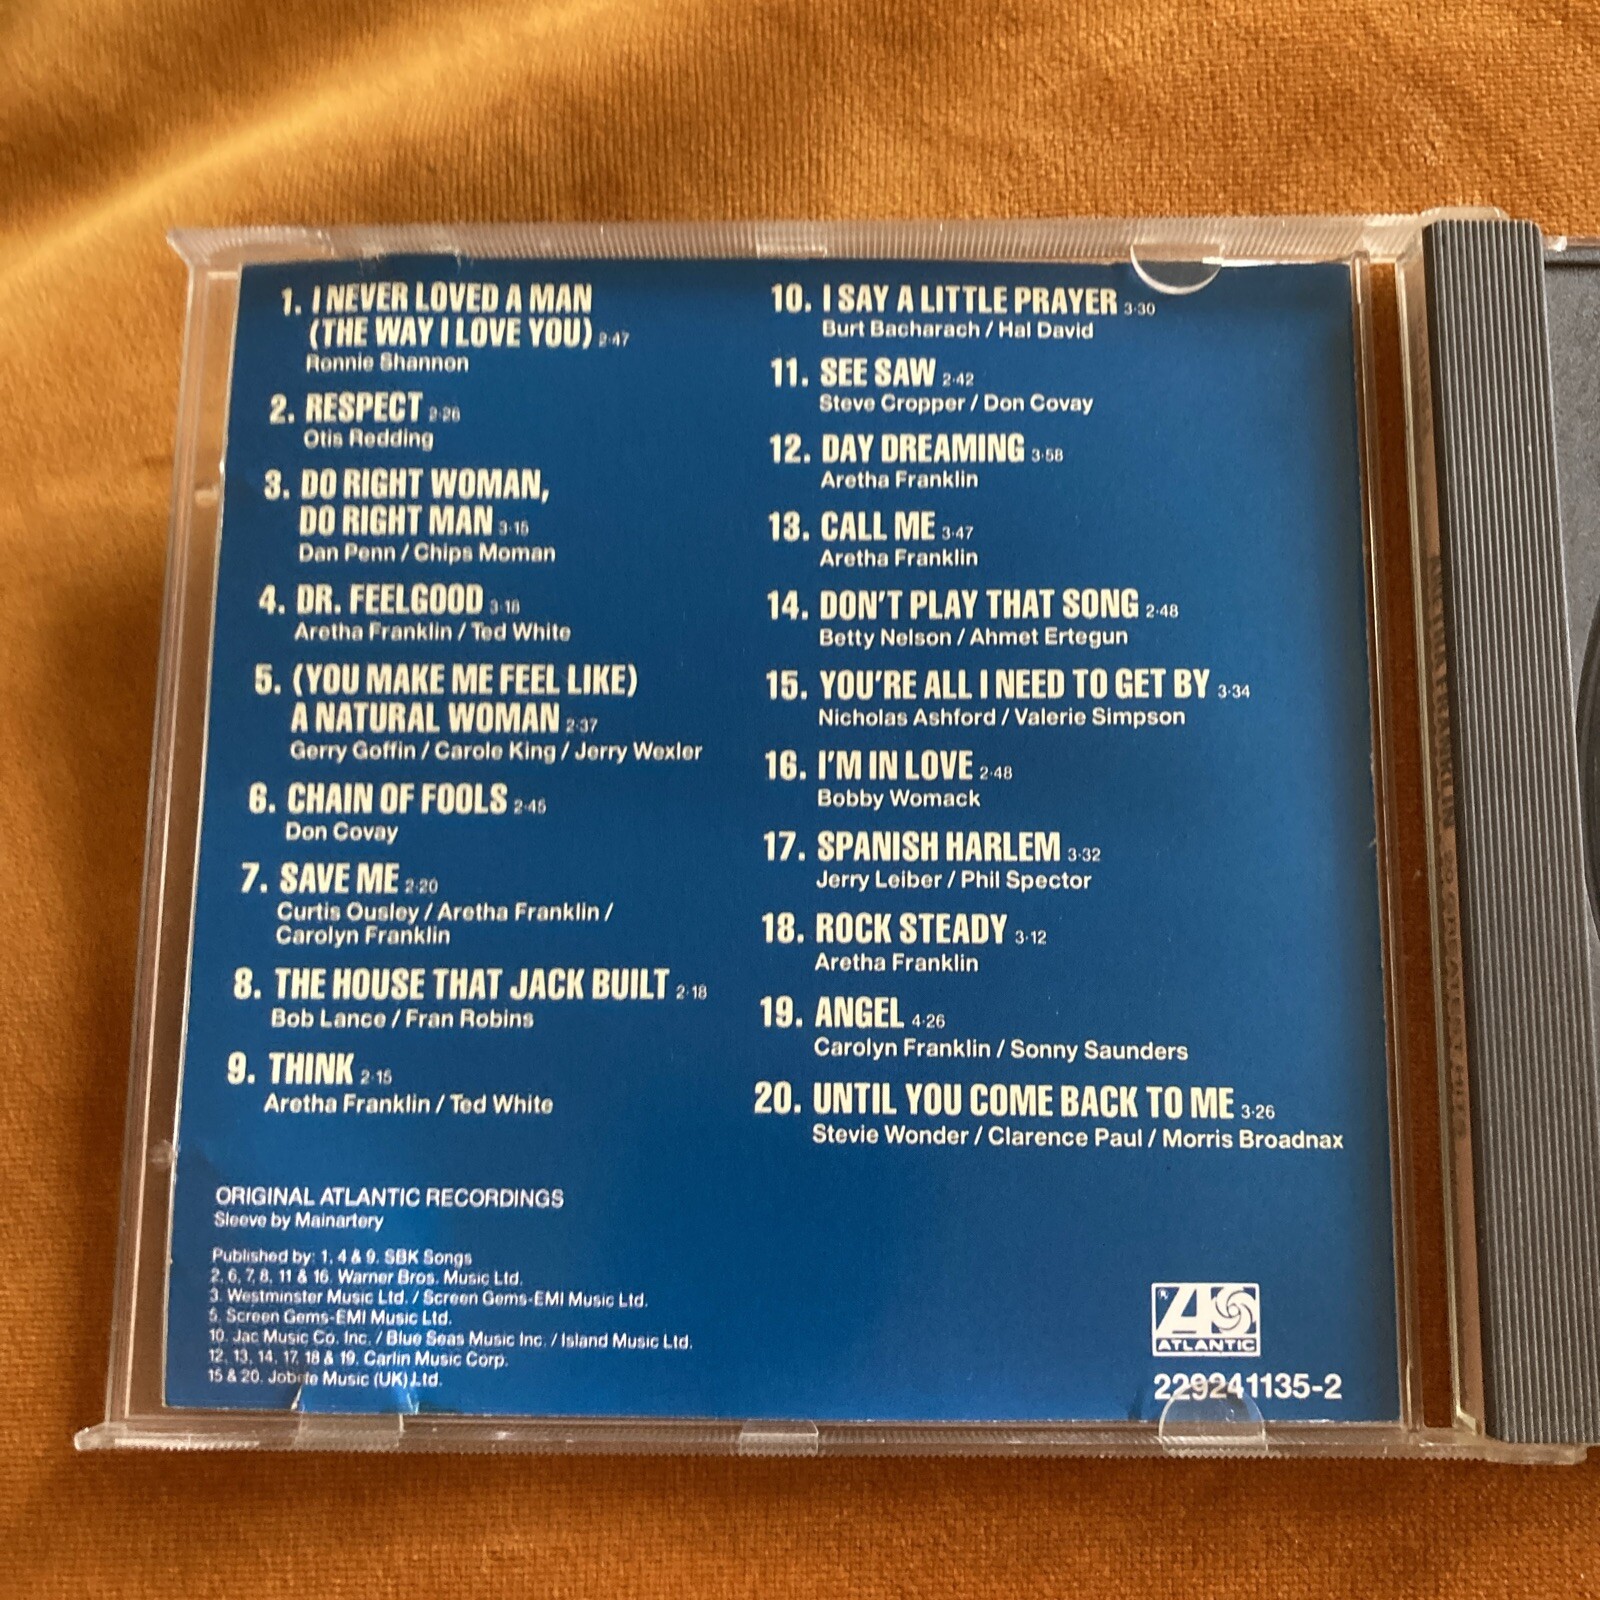 1. I NEVER LOVED A MAN
(THE WAY I LOVE YOU) 2·47
Ronnie Shannon
2. RESPECT 2·26
Otis Redding
3. DO RIGHT WOMAN,
DO RIGHT MAN 3·15
Dan Penn / Chips Moman
4. DR. FEELGOOD 3·18
Aretha Franklin / Ted White
5. (YOU MAKE ME FEEL LIKE)
A NATURAL WOMAN 2·37
Gerry Goffin / Carole King / Jerry Wexler
6. CHAIN OF FOOLS 2·45
Don Covay
7. SAVE ME 2·20
Curtis Ousley / Aretha Franklin /
Carolyn Franklin
8. THE HOUSE THAT JACK BUILT 2·18
Bob Lance / Fran Robins
9. THINK 2·15
Aretha Franklin / Ted White
10. I SAY A LITTLE PRAYER 3·30
Burt Bacharach / Hal David
11. SEE SAW 2·42
Steve Cropper / Don Covay
12. DAY DREAMING 3·58
Aretha Franklin
13. CALL ME 3·47
Aretha Franklin
14. DON'T PLAY THAT SONG 2·48
Betty Nelson / Ahmet Ertegun
15. YOU'RE ALL I NEED TO GET BY 3·34
Nicholas Ashford / Valerie Simpson
16. I'M IN LOVE 2·48
Bobby Womack
17. SPANISH HARLEM 3·32
Jerry Leiber / Phil Spector
18. ROCK STEADY 3·12
Aretha Franklin
19. ANGEL 4·26
Carolyn Franklin / Sonny Saunders
20. UNTIL YOU COME BACK TO ME 3·26
Stevie Wonder / Clarence Paul / Morris Broadnax
ORIGINAL ATLANTIC RECORDINGS
Sleeve by Mainartery
Published by: 1, 4 & 9. SBK Songs
2, 6, 7, 8, 11 & 16. Warner Bros. Music Ltd.
3. Westminster Music Ltd. / Screen Gems-EMI Music Ltd.
5. Screen Gems-EMI Music Ltd.
10. Jac Music Co. Inc. / Blue Seas Music Inc. / Island Music Ltd.
12, 13, 14, 17, 18 & 19. Carlin Music Corp.
15 & 20. Jobete Music (UK) Ltd.
ATLANTIC
229241135-2